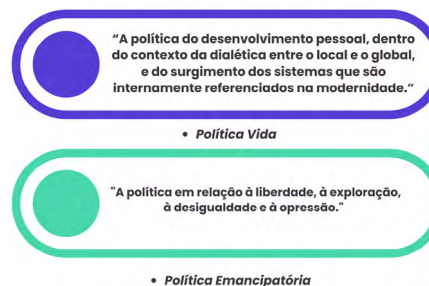 “A política do desenvolvimento pessoal, dentro
do contexto da dialética entre o local e o global,
e do surgimento dos sistemas que são
internamente referenciados na modernidade.”
• Política Vida
"A política em relação à liberdade, à exploração,
à desigualdade e à opressão."
• Política Emancipatória